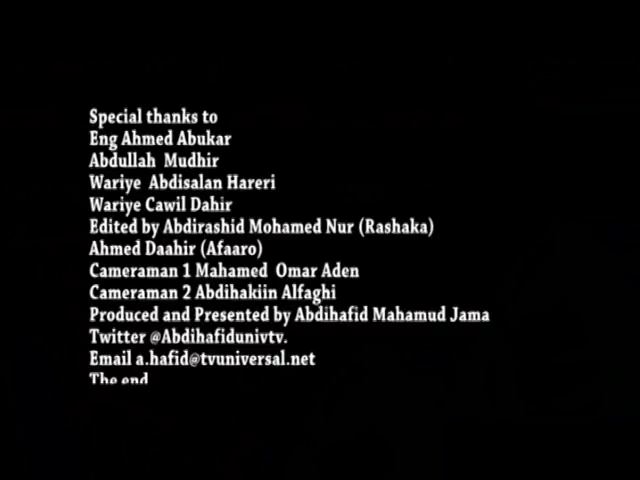 Special thanks to
Eng Ahmed Abukar
Abdullah Mudhir
Wariye Abdisalan Hareri
Wariye Cawil Dahir
Edited by Abdirashid Mohamed Nur (Rashaka)
Ahmed Daahir (Afaaro)
Cameraman 1 Mahamed Omar Aden
Cameraman 2 Abdihakiin Alfaghi
Produced and Presented by Abdihafid Mahamud Jama
Twitter @Abdihafidunivtv.
Email a.hafid@tvuniversal.net
The end